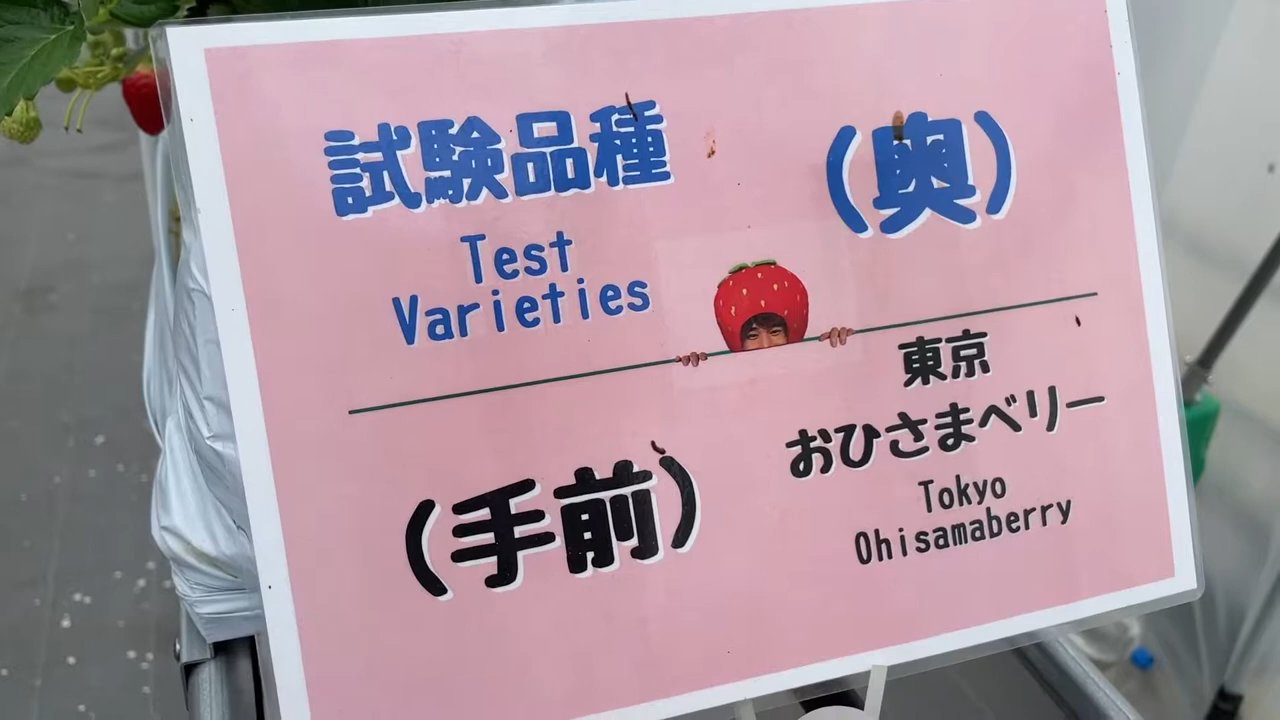 試験品種
(奥)
Test
Varieties
(手前)
東京
おひさまベリー
Tokyo
Ohisamaberry